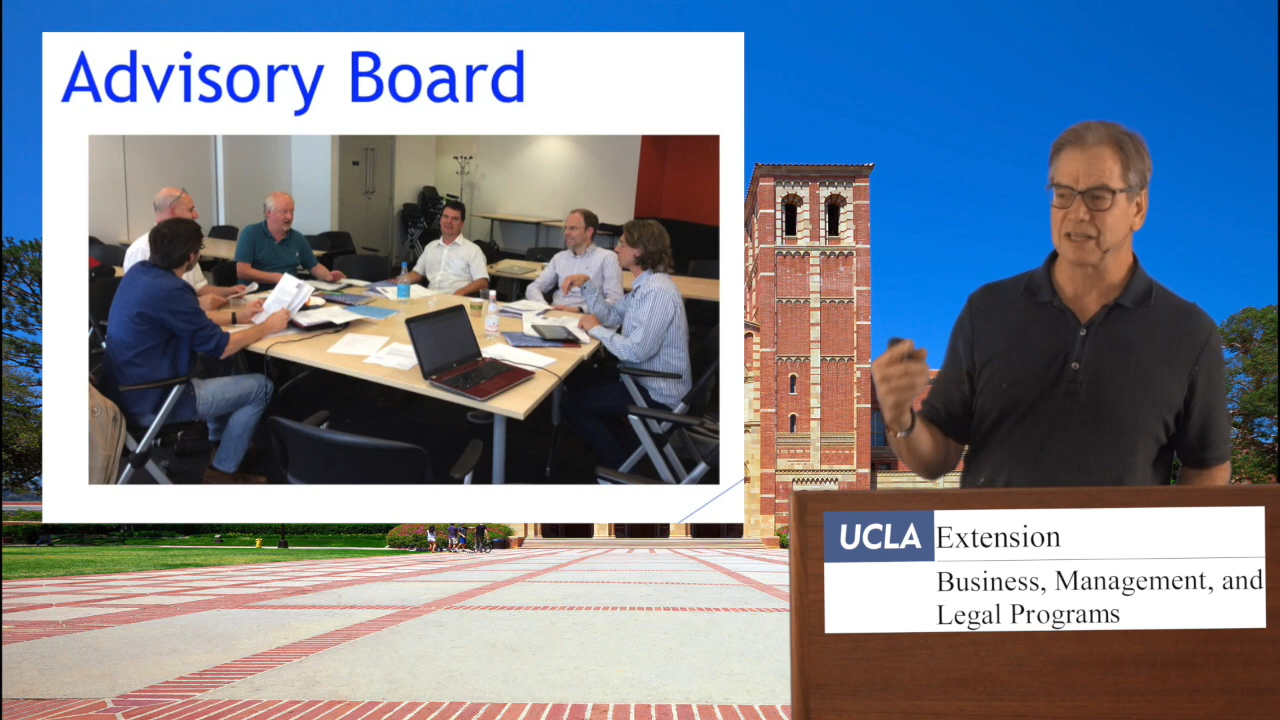 Advisory Board
UCLA Extension
Business, Management, and
Legal Programs